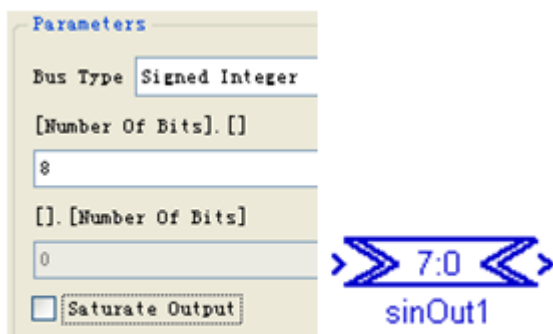 Parameters
Bus Type Signed Integer
[Number Of Bits].[]
8
[].[Number Of Bits]
0
Saturate Output
7:0
sinOut1